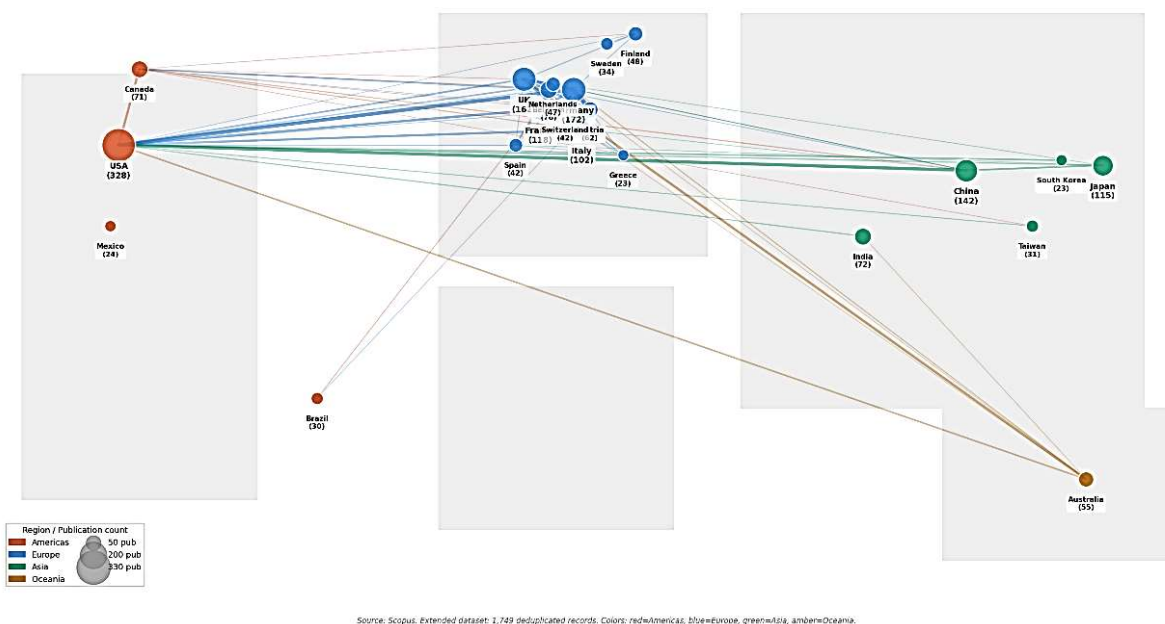 Finland
(48)
Sweden
(34)
Canada
(71)
Netherlands
(47)
(172)
Switzerland
(42)
Italy
(102)
Spain
(42)
Greece
(23)
USA
(328)
Mexico
(24)
Brazil
(30)
China
(142)
South Korea
(23)
Japan
(115)
Taiwan
(31)
India
(72)
Australia
(55)
Region / Publication count
Americas
Europe
Asia
Oceania
50 pub
200 pub
330 pub
Source: Scopus. Extended dataset: 1,749 deduplicated records. Colors: red=Americas, blue=Europe, green=Asia, amber=Oceania.